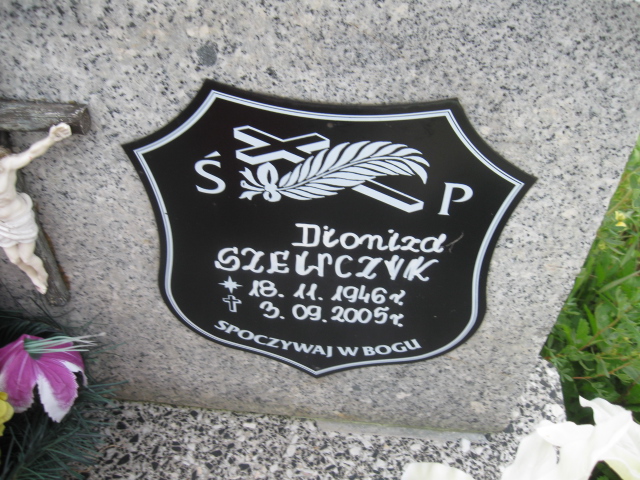 Ś P
Dioniza
SZEWCZYK
18. 11. 1946 r.
3. 09. 2005 r.
SPOCZYWAJ W BOGU